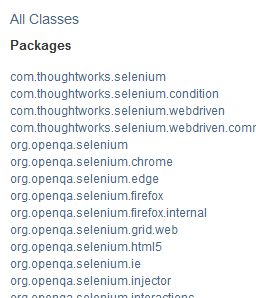 All Classes
Packages
com.thoughtworks.selenium
com.thoughtworks.selenium.condition
com.thoughtworks.selenium.webdriven
com.thoughtworks.selenium.webdriven.comm
org.openqa.selenium
org.openqa.selenium.chrome
org.openqa.selenium.edge
org.openqa.selenium.firefox
org.openqa.selenium.firefox.internal
org.openqa.selenium.grid.web
org.openqa.selenium.html5
org.openqa.selenium.ie
org.openqa.selenium.injector
org.openqa.selenium.interactions